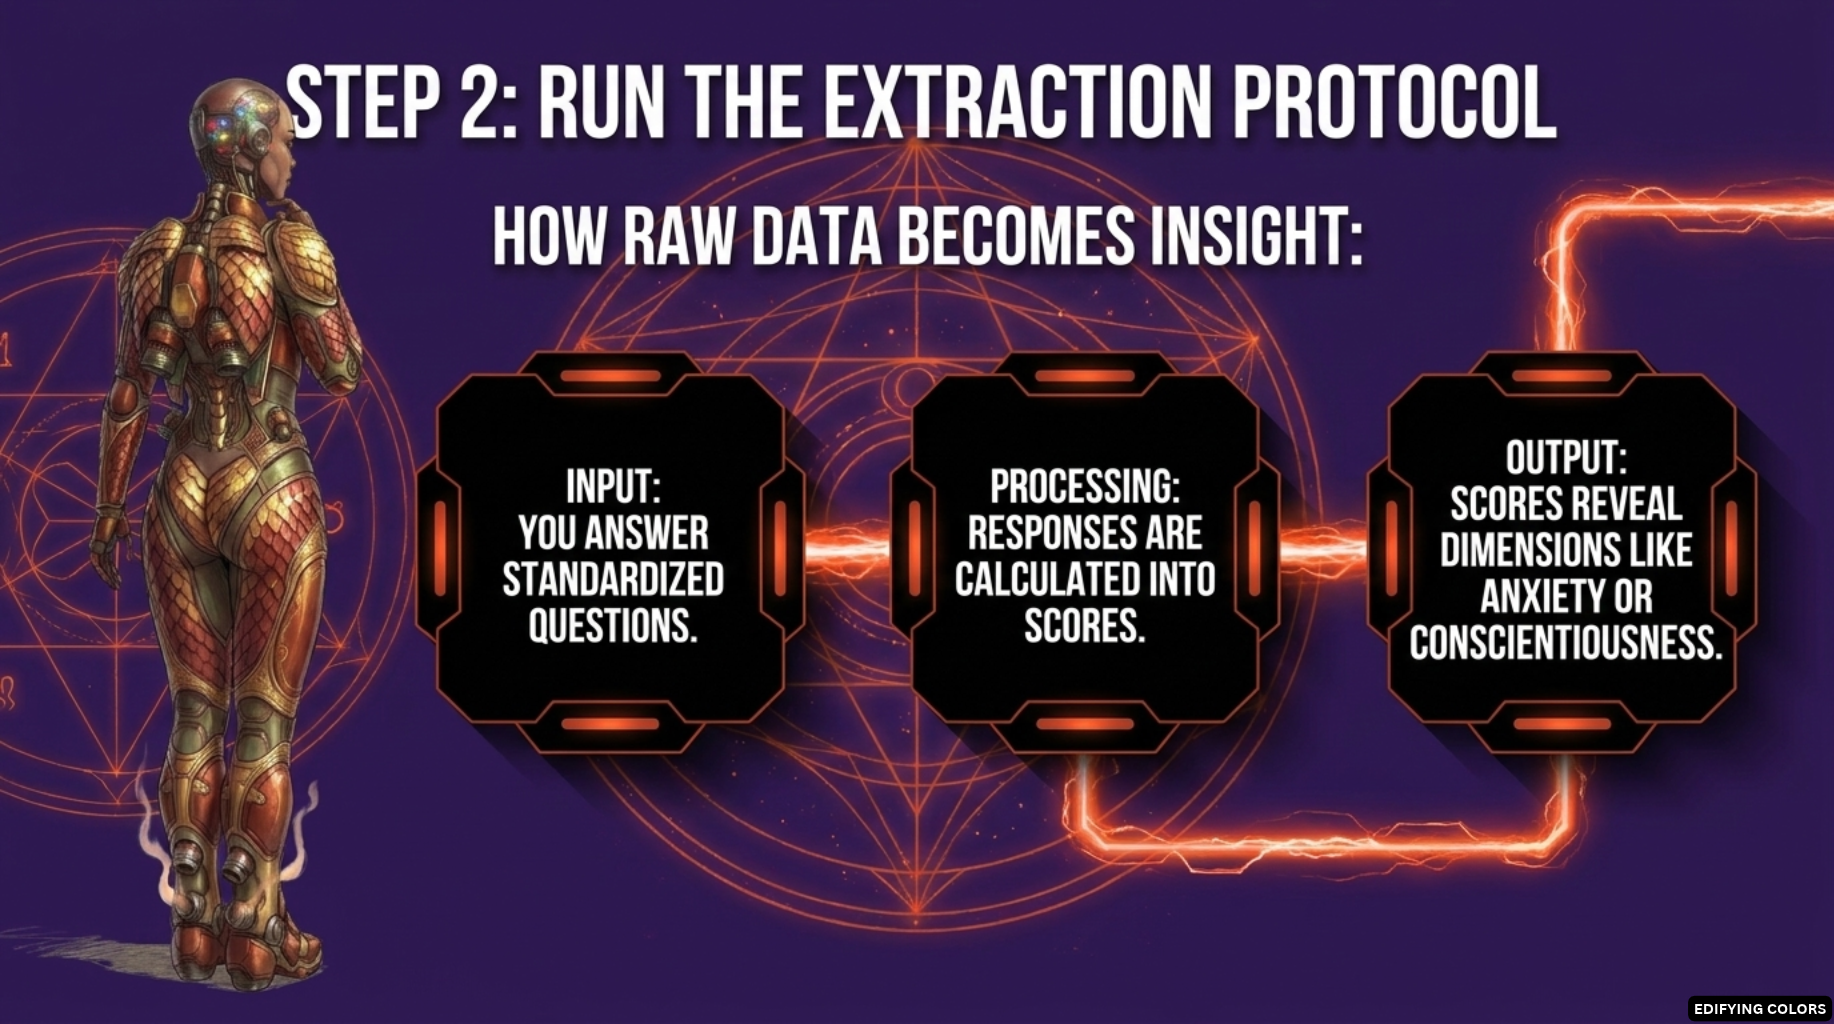 STEP 2: RUN THE EXTRACTION PROTOCOL
HOW RAW DATA BECOMES INSIGHT:
INPUT:
YOU ANSWER
STANDARDIZED
QUESTIONS.
PROCESSING:
RESPONSES ARE
CALCULATED INTO
SCORES.
OUTPUT:
SCORES REVEAL
DIMENSIONS LIKE
ANXIETY OR
CONSCIENTIOUSNESS.
EDIFYING COLORS